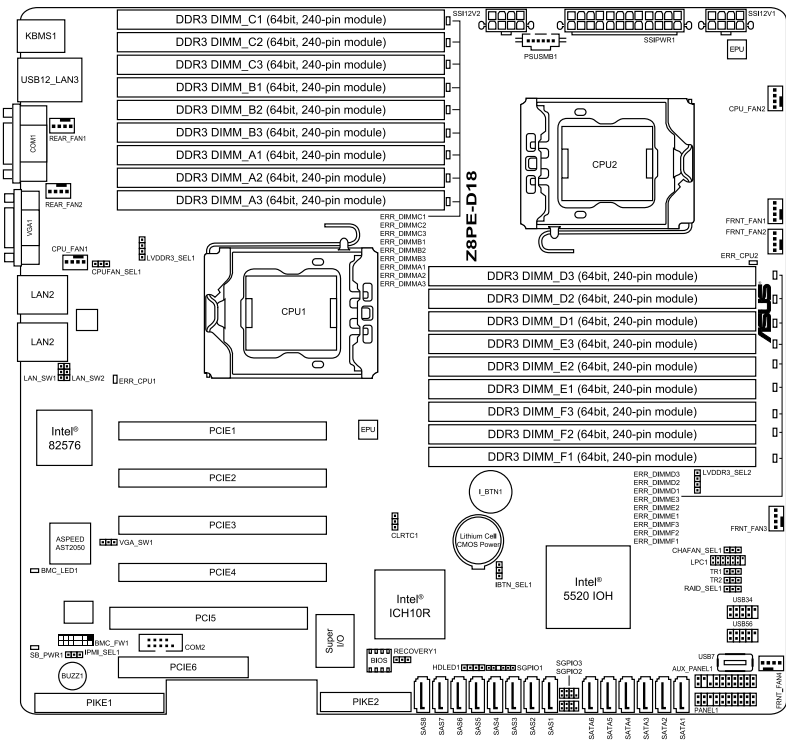 SSI12V2
SSIPWR1
SSI12V1
PSUSMB1
EPU
KBMS1
USB12_LAN3
DDR3 DIMM_C1 (64bit, 240-pin module)
DDR3 DIMM_C2 (64bit, 240-pin module)
DDR3 DIMM_C3 (64bit, 240-pin module)
DDR3 DIMM_B1 (64bit, 240-pin module)
DDR3 DIMM_B2 (64bit, 240-pin module)
DDR3 DIMM_B3 (64bit, 240-pin module)
DDR3 DIMM_A1 (64bit, 240-pin module)
DDR3 DIMM_A2 (64bit, 240-pin module)
DDR3 DIMM_A3 (64bit, 240-pin module)
CPU_FAN2
COM1
REAR_FAN1
CPU2
REAR_FAN2
VGA1
Z8PE-D18
FRNT_FAN1
FRNT_FAN2
ERR_CPU2
ERR_DIMMC1
ERR_DIMMC2
ERR_DIMMC3
ERR_DIMMB1
ERR_DIMMB2
ERR_DIMMB3
ERR_DIMMA1
ERR_DIMMA2
ERR_DIMMA3
CPU_FAN1
LVDDR3_SEL1
CPUFAN_SEL1
LAN2
LAN2
CPU1
ASUS
DDR3 DIMM_D3 (64bit, 240-pin module)
DDR3 DIMM_D2 (64bit, 240-pin module)
DDR3 DIMM_D1 (64bit, 240-pin module)
DDR3 DIMM_E3 (64bit, 240-pin module)
DDR3 DIMM_E2 (64bit, 240-pin module)
DDR3 DIMM_E1 (64bit, 240-pin module)
DDR3 DIMM_F3 (64bit, 240-pin module)
DDR3 DIMM_F2 (64bit, 240-pin module)
DDR3 DIMM_F1 (64bit, 240-pin module)
LAN_SW1
LAN_SW2
ERR_CPU1
Intel®
82576
PCIE1
EPU
PCIE2
I_BTN1
ERR_DIMMD3
ERR_DIMMD2
ERR_DIMMD1
ERR_DIMME3
ERR_DIMME2
ERR_DIMME1
ERR_DIMMF3
ERR_DIMMF2
ERR_DIMMF1
LVDDR3_SEL2
FRNT_FAN3
PCIE3
CLRTC1
Lithium Cell
CMOS Power
ASPEED
AST2050
VGA_SW1
BMC_LED1
PCIE4
IBTN_SEL1
CHAFAN_SEL1
LPC1
TR1
TR2
RAID_SEL1
Intel®
ICH10R
Intel®
5520 IOH
USB34
USB56
PCI5
Super
I/O
BMC_FW1
COM2
SB_PWR1
IPMI_SEL1
BIOS
RECOVERY1
PCIE6
BUZZ1
HDLED1
SGPIO1
SGPIO3
SGPIO2
USB7
AUX_PANEL1
PANEL1
FRNT_FAN4
PIKE1
PIKE2
SAS8
SAS7
SAS6
SAS5
SAS4
SAS3
SAS2
SAS1
SATA6
SATA5
SATA4
SATA3
SATA2
SATA1